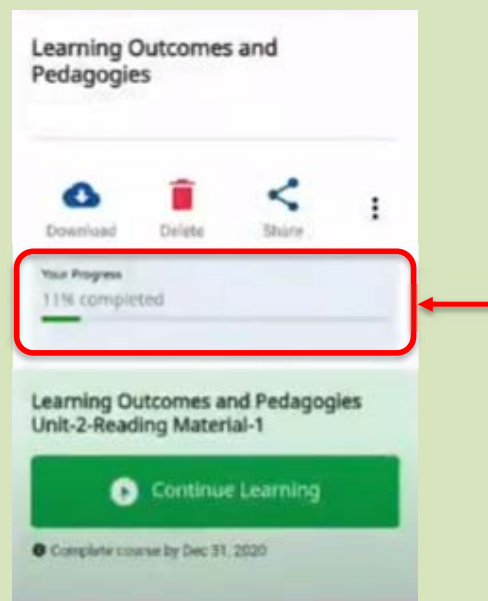 Learning Outcomes and
Pedagogies
Download Delete Share
Your Progress
11% completed
Learning Outcomes and Pedagogies
Unit-2-Reading Material-1
Continue Learning
Complete course by Dec 31, 2020